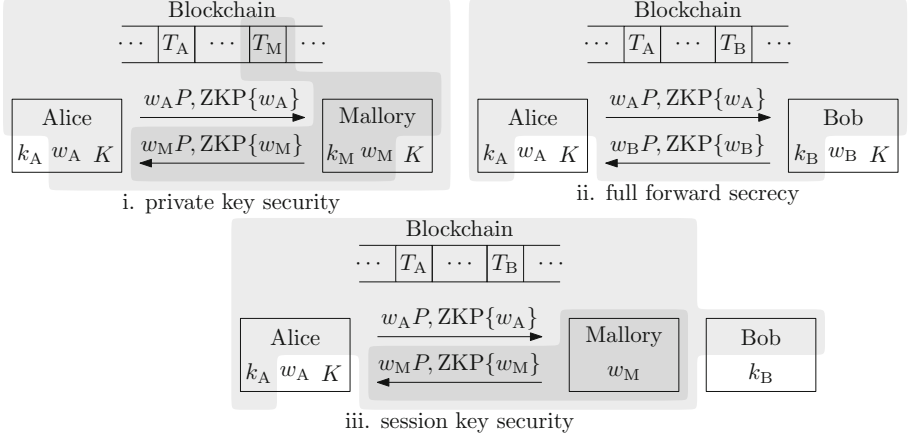 Blockchain
··· T_A ··· T_M ···
w_A P, ZKP{w_A}
Alice
Mallory
w_M P, ZKP{w_M}
k_A w_A K
k_M w_M K
i. private key security
Blockchain
··· T_A ··· T_B ···
w_A P, ZKP{w_A}
Alice
Bob
w_B P, ZKP{w_B}
k_A w_A K
k_B w_B K
ii. full forward secrecy
Blockchain
··· T_A ··· T_B ···
w_A P, ZKP{w_A}
Alice
Mallory
Bob
w_M P, ZKP{w_M}
k_A w_A K
w_M
k_B
iii. session key security